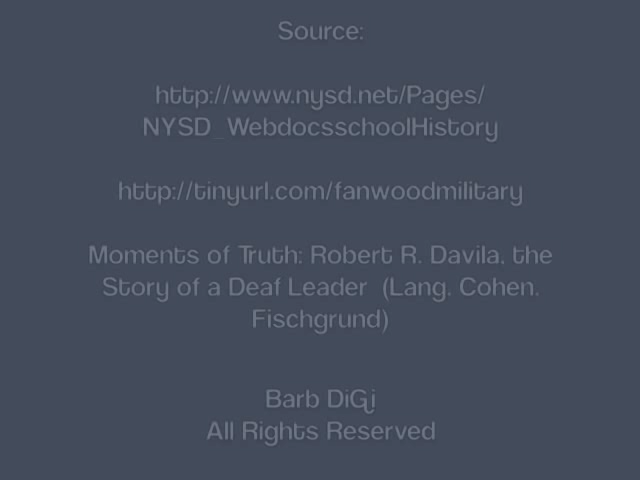 Source:
http://www.nysd.net/Pages/
NYSD_WebdocsschoolHistory
http://tinyurl.com/fanwoodmilitary
Moments of Truth: Robert R. Davila, the
Story of a Deaf Leader (Lang, Cohen,
Fischgrund)
Barb DiGi
All Rights Reserved